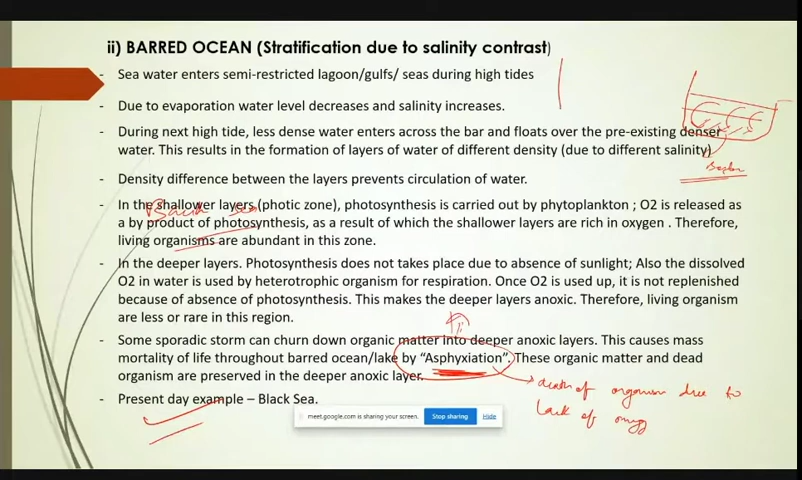 ii) BARRED OCEAN (Stratification due to salinity contrast)
- Sea water enters semi-restricted lagoon/gulfs/ seas during high tides
- Due to evaporation water level decreases and salinity increases.
- During next high tide, less dense water enters across the bar and floats over the pre-existing denser
water. This results in the formation of layers of water of different density (due to different salinity)
- Density difference between the layers prevents circulation of water.
- In the shallower layers (photic zone), photosynthesis is carried out by phytoplankton ; O2 is released as
a by product of photosynthesis, as a result of which the shallower layers are rich in oxygen . Therefore,
living organisms are abundant in this zone.
- In the deeper layers. Photosynthesis does not takes place due to absence of sunlight; Also the dissolved
O2 in water is used by heterotrophic organism for respiration. Once O2 is used up, it is not replenished
because of absence of photosynthesis. This makes the deeper layers anoxic. Therefore, living organism
are less or rare in this region.
- Some sporadic storm can churn down organic matter into deeper anoxic layers. This causes mass
mortality of life throughout barred ocean/lake by “Asphyxiation”. These organic matter and dead
organism are preserved in the deeper anoxic layer.
death of organism due to
lack of
- Present day example – Black Sea.
meet.google.com is sharing your screen. Stop sharing Hide